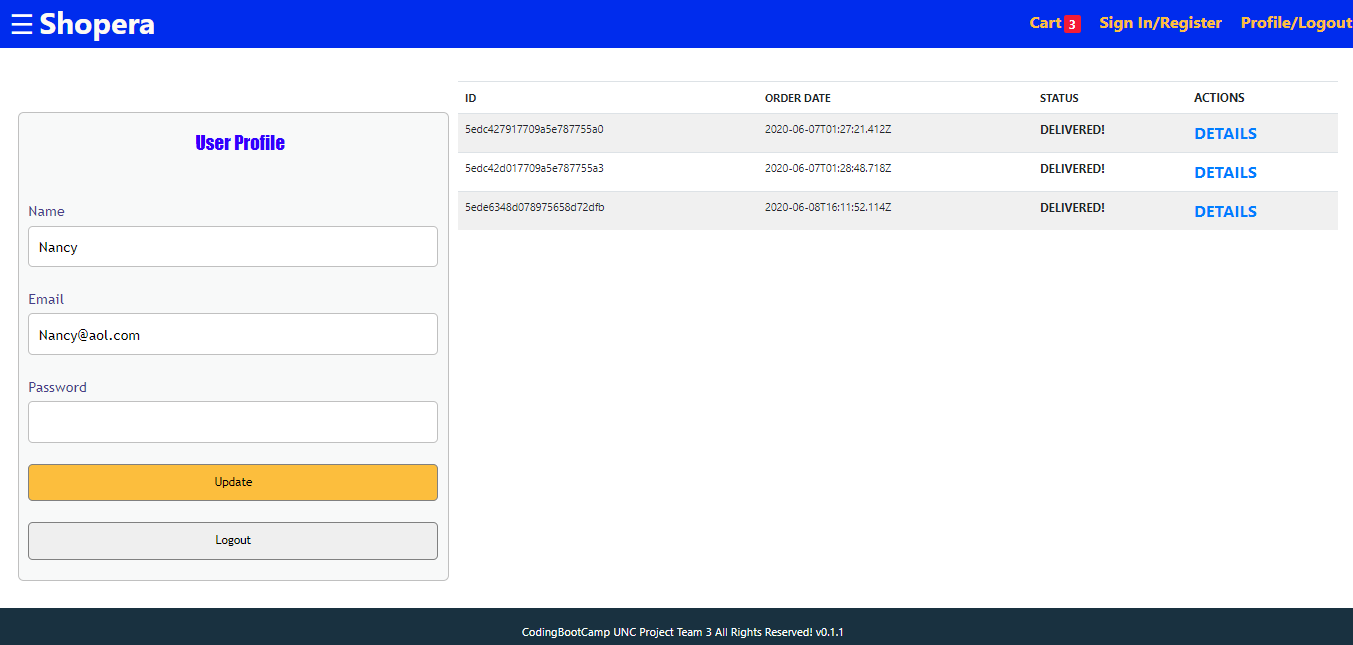 ☰ Shopera
Cart 3 Sign In/Register Profile/Logout
User Profile
Name
Nancy
Email
Nancy@aol.com
Password
Update
Logout
ID ORDER DATE STATUS ACTIONS
5edc427917709a5e787755a0 2020-06-07T01:27:21.412Z DELIVERED! DETAILS
5edc42d017709a5e787755a3 2020-06-07T01:28:48.718Z DELIVERED! DETAILS
5ede6348d078975658d72dfb 2020-06-08T16:11:52.114Z DELIVERED! DETAILS
CodingBootCamp UNC Project Team 3 All Rights Reserved! v0.1.1